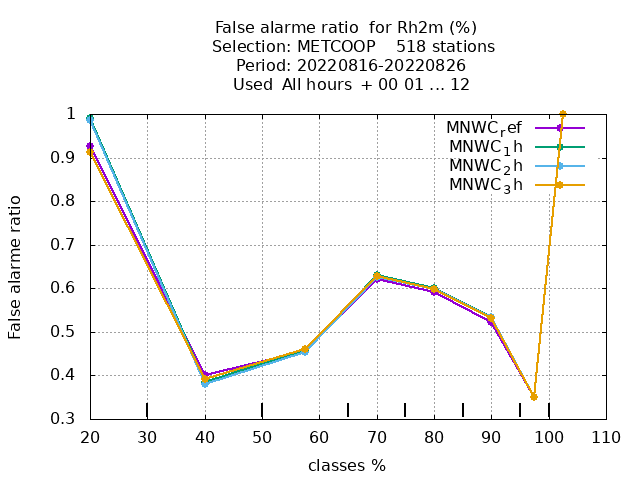 False alarme ratio  for Rh2m (%)
Selection: METCOOP    518 stations
Period: 20220816-20220826
Used  All hours  + 00 01 ... 12
False alarme ratio
1
0.9
0.8
0.7
0.6
0.5
0.4
0.3
MNWC_ref
MNWC_1h
MNWC_2h
MNWC_3h
20 30 40 50 60 70 80 90 100 110
classes %